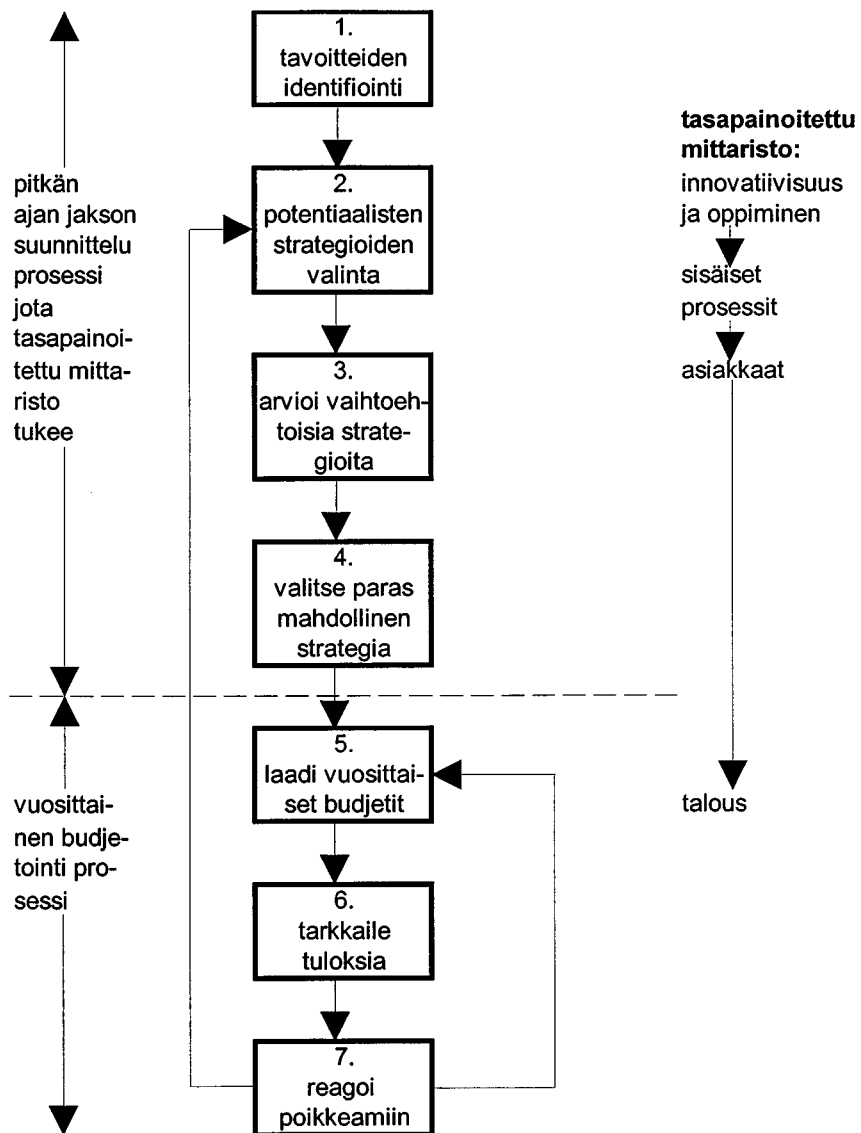 1.
tavoitteiden
identifiointi
tasapainoitettu
mittaristo:
innovatiivisuus
ja oppiminen
sisäiset
prosessit
asiakkaat
talous
pitkän
ajan jakson
suunnittelu
prosessi
jota
tasapainoi-
tettu mitta-
risto
tukee
2.
potentiaalisten
strategioiden
valinta
3.
arvioi vaihtoeh-
toisia strate-
gioita
4.
valitse paras
mahdollinen
strategia
vuosittai-
nen budje-
tointi pro-
sessi
5.
laadi vuosittai-
set budjetit
6.
tarkkaile
tuloksia
7.
reagoi
poikkeamiin